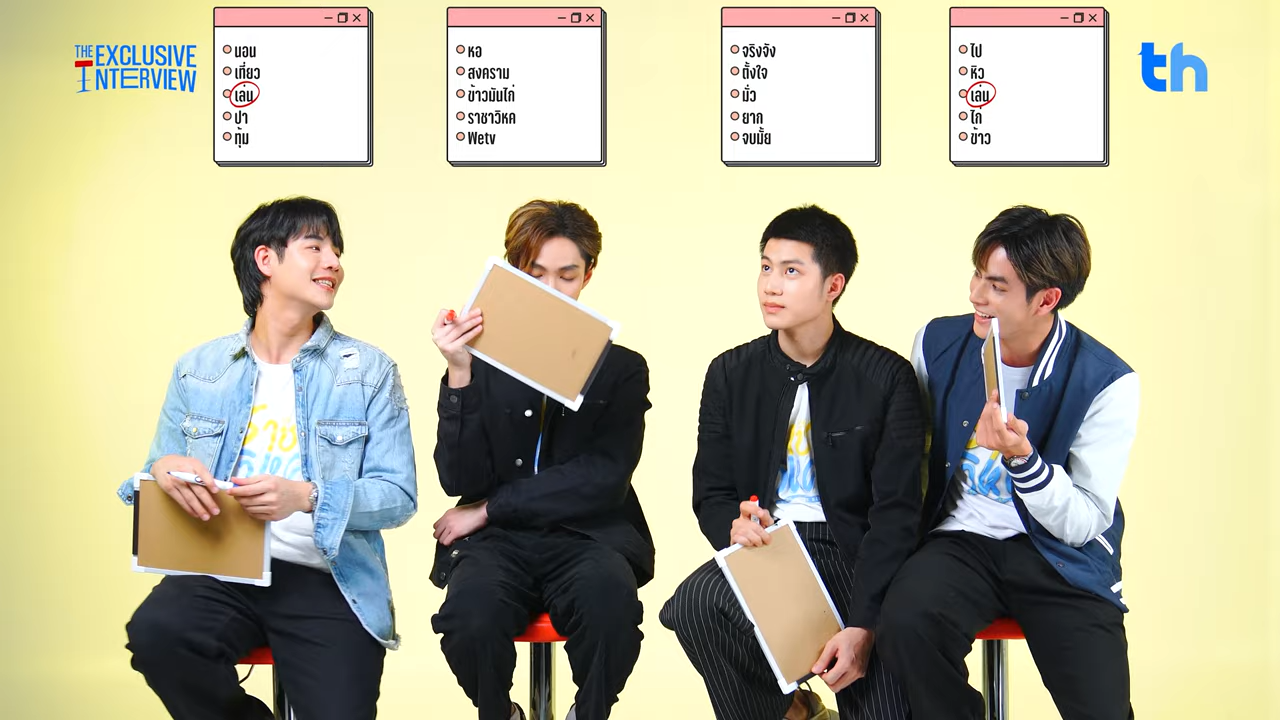 THE EXCLUSIVE
INTERVIEW
นอน
เที่ยว
เล่น
ปา
ทุ้ม
หอ
สงคราม
ข้าวมันไก่
ราชาวิหค
Wetv
จริงจัง
ตั้งใจ
มั่ว
ยาก
จบมั้ย
ไป
หิว
เล่น
ไก่
ข้าว
th